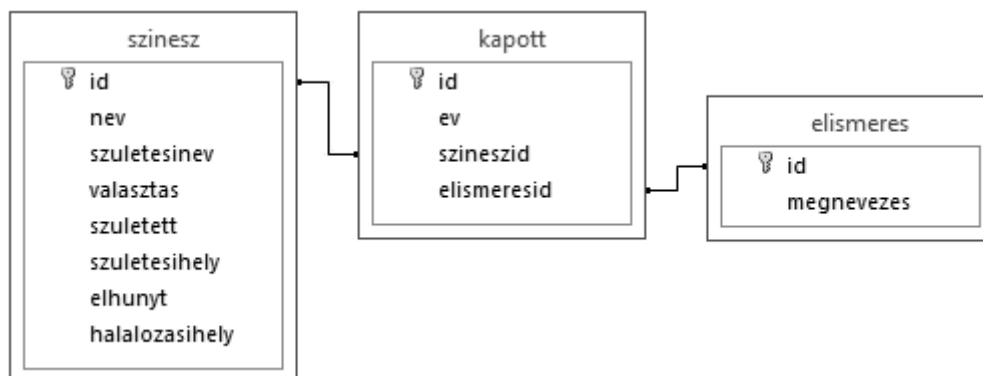 szinesz
id
nev
szuletesinev
valasztas
szuletett
szuletesihely
elhunyt
halalozasihely
kapott
id
ev
szineszid
elismeresid
elismeres
id
megnevezes